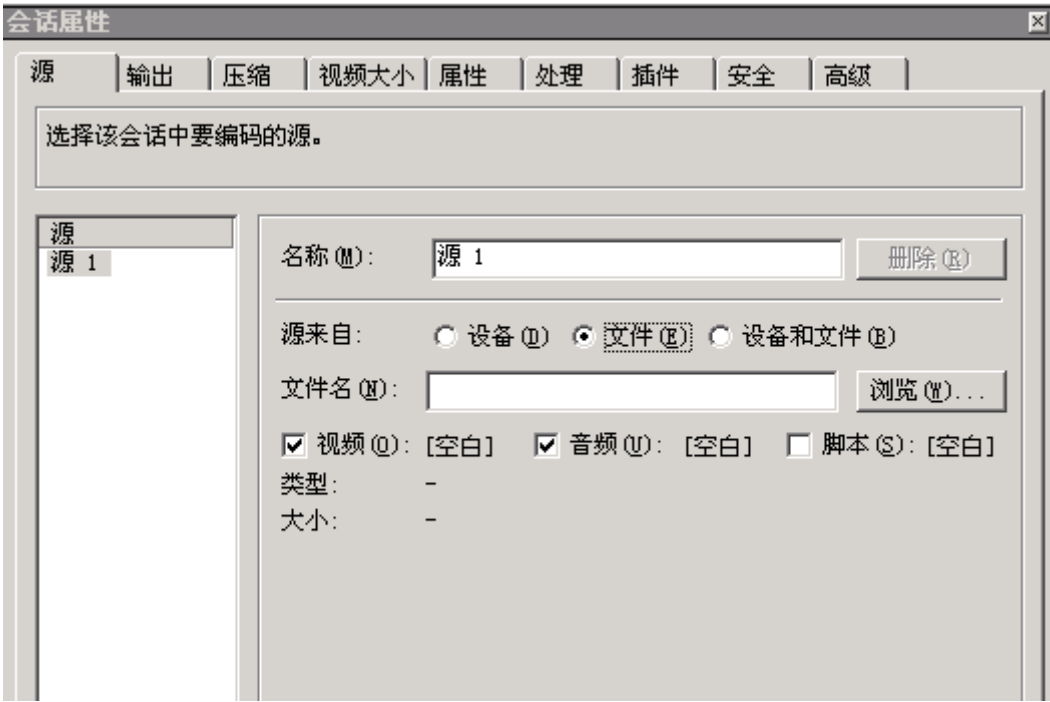 会话属性
源 输出 压缩 视频大小 属性 处理 插件 安全 高级
选择该会话中要编码的源。
源
源 1
名称(M): 源 1 删除(R)
源来自: 设备(D) 文件(E) 设备和文件(B)
文件名(N): 浏览(W)...
视频(O): [空白] 音频(U): [空白] 脚本(S): [空白]
类型: -
大小: -